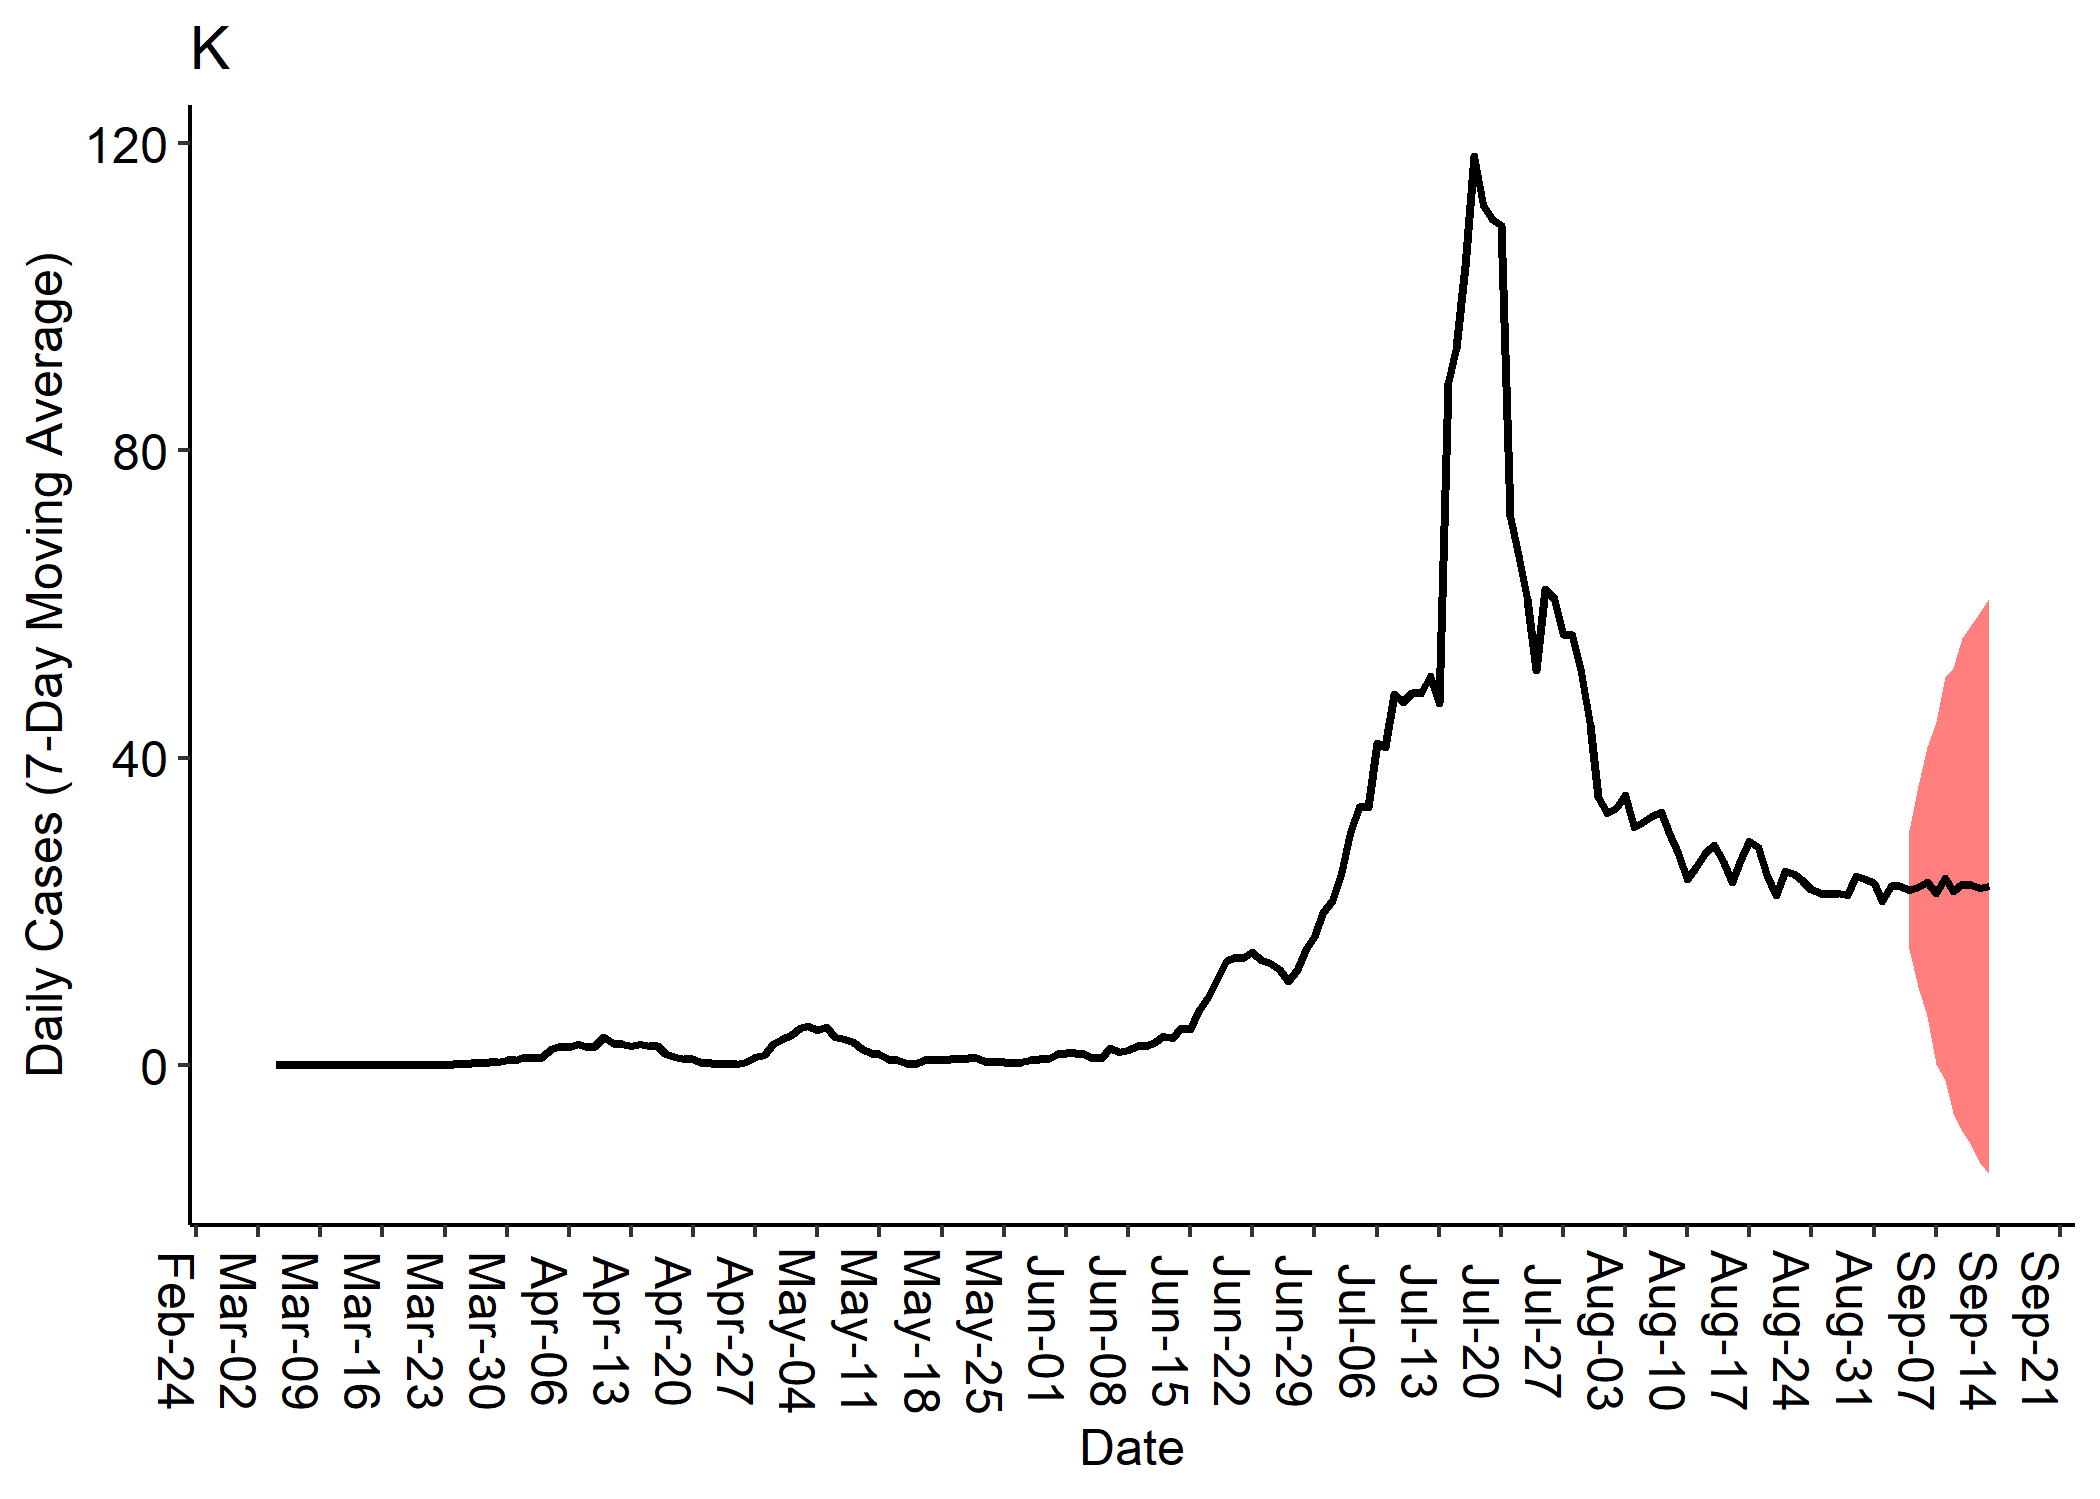 K
120
80
40
0
Daily Cases (7-Day Moving Average)
Feb-24
Mar-02
Mar-09
Mar-16
Mar-23
Mar-30
Apr-06
Apr-13
Apr-20
Apr-27
May-04
May-11
May-18
May-25
Jun-01
Jun-08
Jun-15
Jun-22
Jun-29
Jul-06
Jul-13
Jul-20
Jul-27
Aug-03
Aug-10
Aug-17
Aug-24
Aug-31
Sep-07
Sep-14
Sep-21
Date